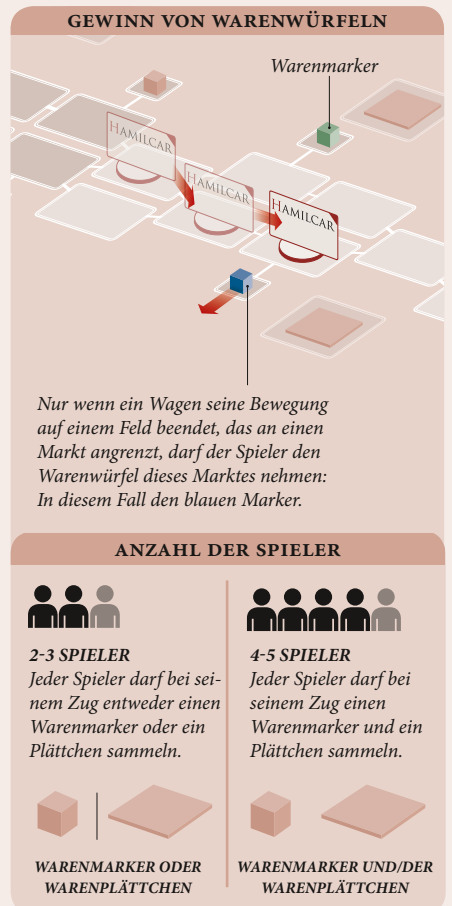 GEWINN VON WARENWÜRFELN
Warenmarker
HAMILCAR
HAMILCAR
HAMILCAR
Nur wenn ein Wagen seine Bewegung
auf einem Feld beendet, das an einen
Markt angrenzt, darf der Spieler den
Warenwürfel dieses Marktes nehmen:
In diesem Fall den blauen Marker.
ANZAHL DER SPIELER
2-3 SPIELER
Jeder Spieler darf bei sei-
nem Zug entweder einen
Warenmarker oder ein
Plättchen sammeln.
WARENMARKER ODER
WARENPLÄTTCHEN
4-5 SPIELER
Jeder Spieler darf bei
seinem Zug einen
Warenmarker und ein
Plättchen sammeln.
WARENMARKER UND/DER
WARENPLÄTTCHEN